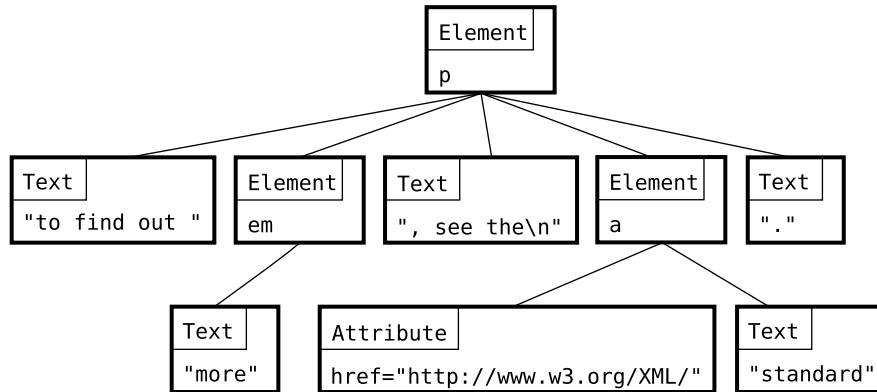 Element
p
Text
"to find out "
Element
em
Text
", see the\n"
Element
a
Text
"."
Text
"more"
Attribute
href="http://www.w3.org/XML/"
Text
"standard"